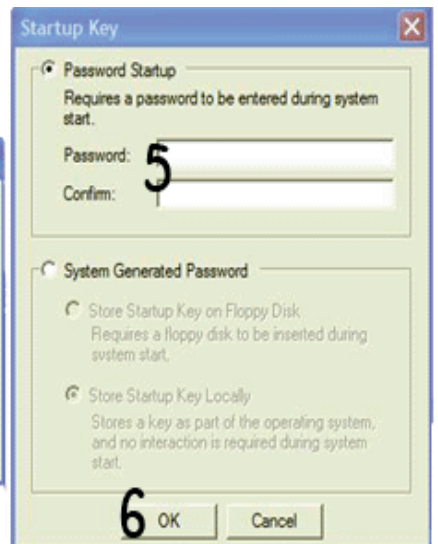 Startup Key
Password Startup
Requires a password to be entered during system
start.
Password:
5
Confirm:
System Generated Password
Store Startup Key on Floppy Disk
Requires a floppy disk to be inserted during
system start.
Store Startup Key Locally
Stores a key as part of the operating system,
and no interaction is required during system
start.
6 OK Cancel